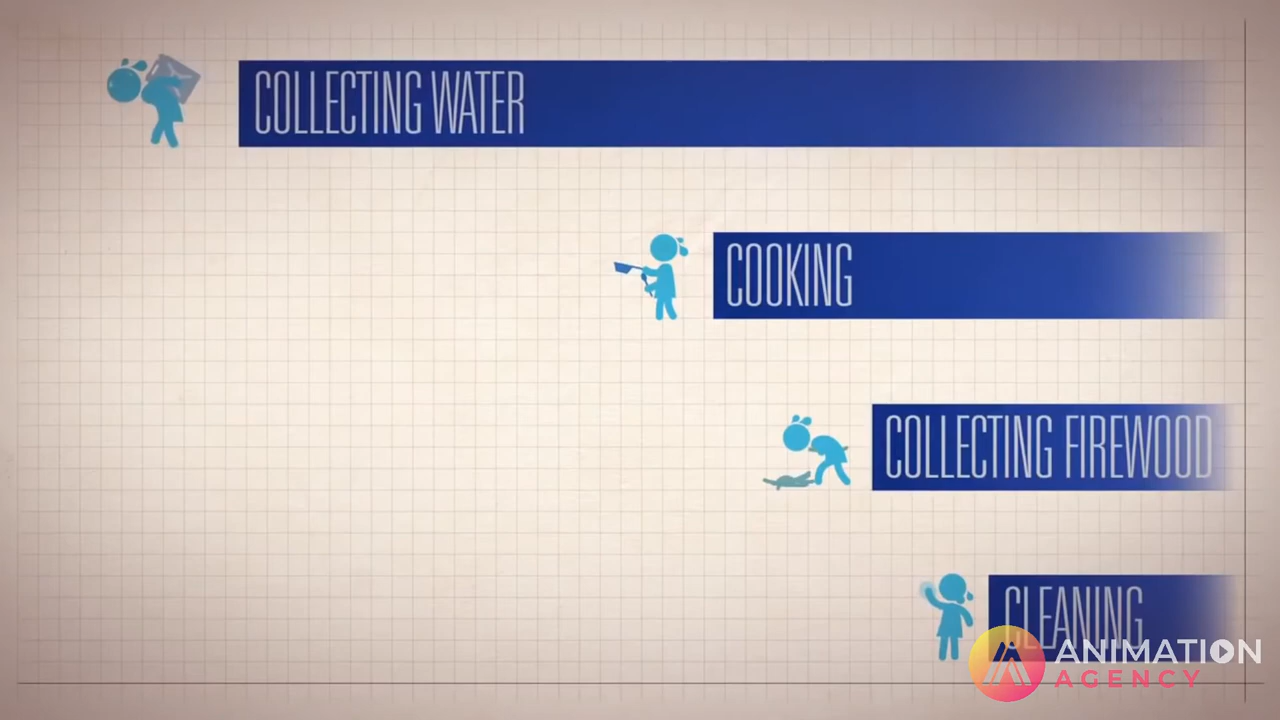 COLLECTING WATER
COOKING
COLLECTING FIREWOOD
CLEANING
ANIMATION
AGENCY